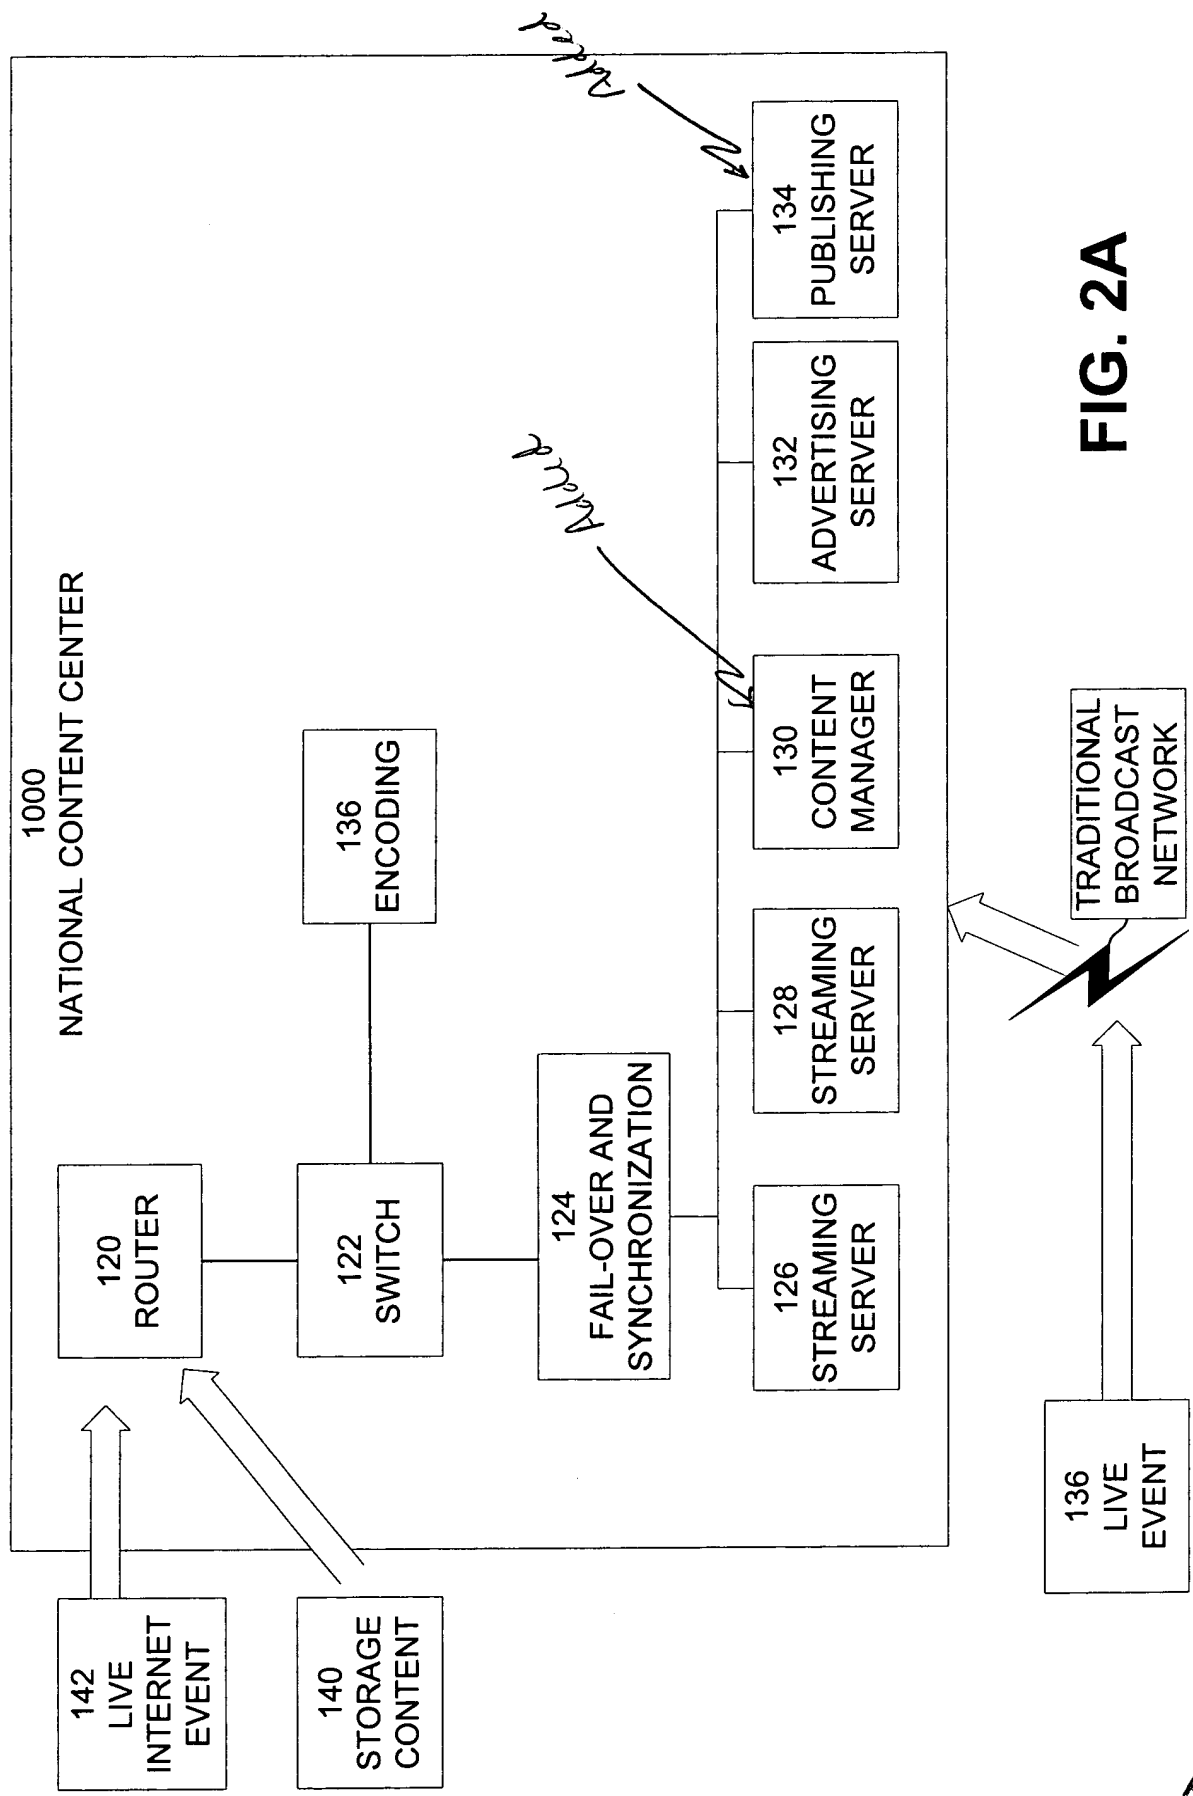 1000
NATIONAL CONTENT CENTER
142
LIVE
INTERNET
EVENT
120
ROUTER
140
STORAGE
CONTENT
122
SWITCH
136
ENCODING
124
FAIL-OVER AND
SYNCHRONIZATION
Added
Added
126
STREAMING
SERVER
128
STREAMING
SERVER
130
CONTENT
MANAGER
132
ADVERTISING
SERVER
134
PUBLISHING
SERVER
136
LIVE
EVENT
TRADITIONAL
BROADCAST
NETWORK
FIG. 2A